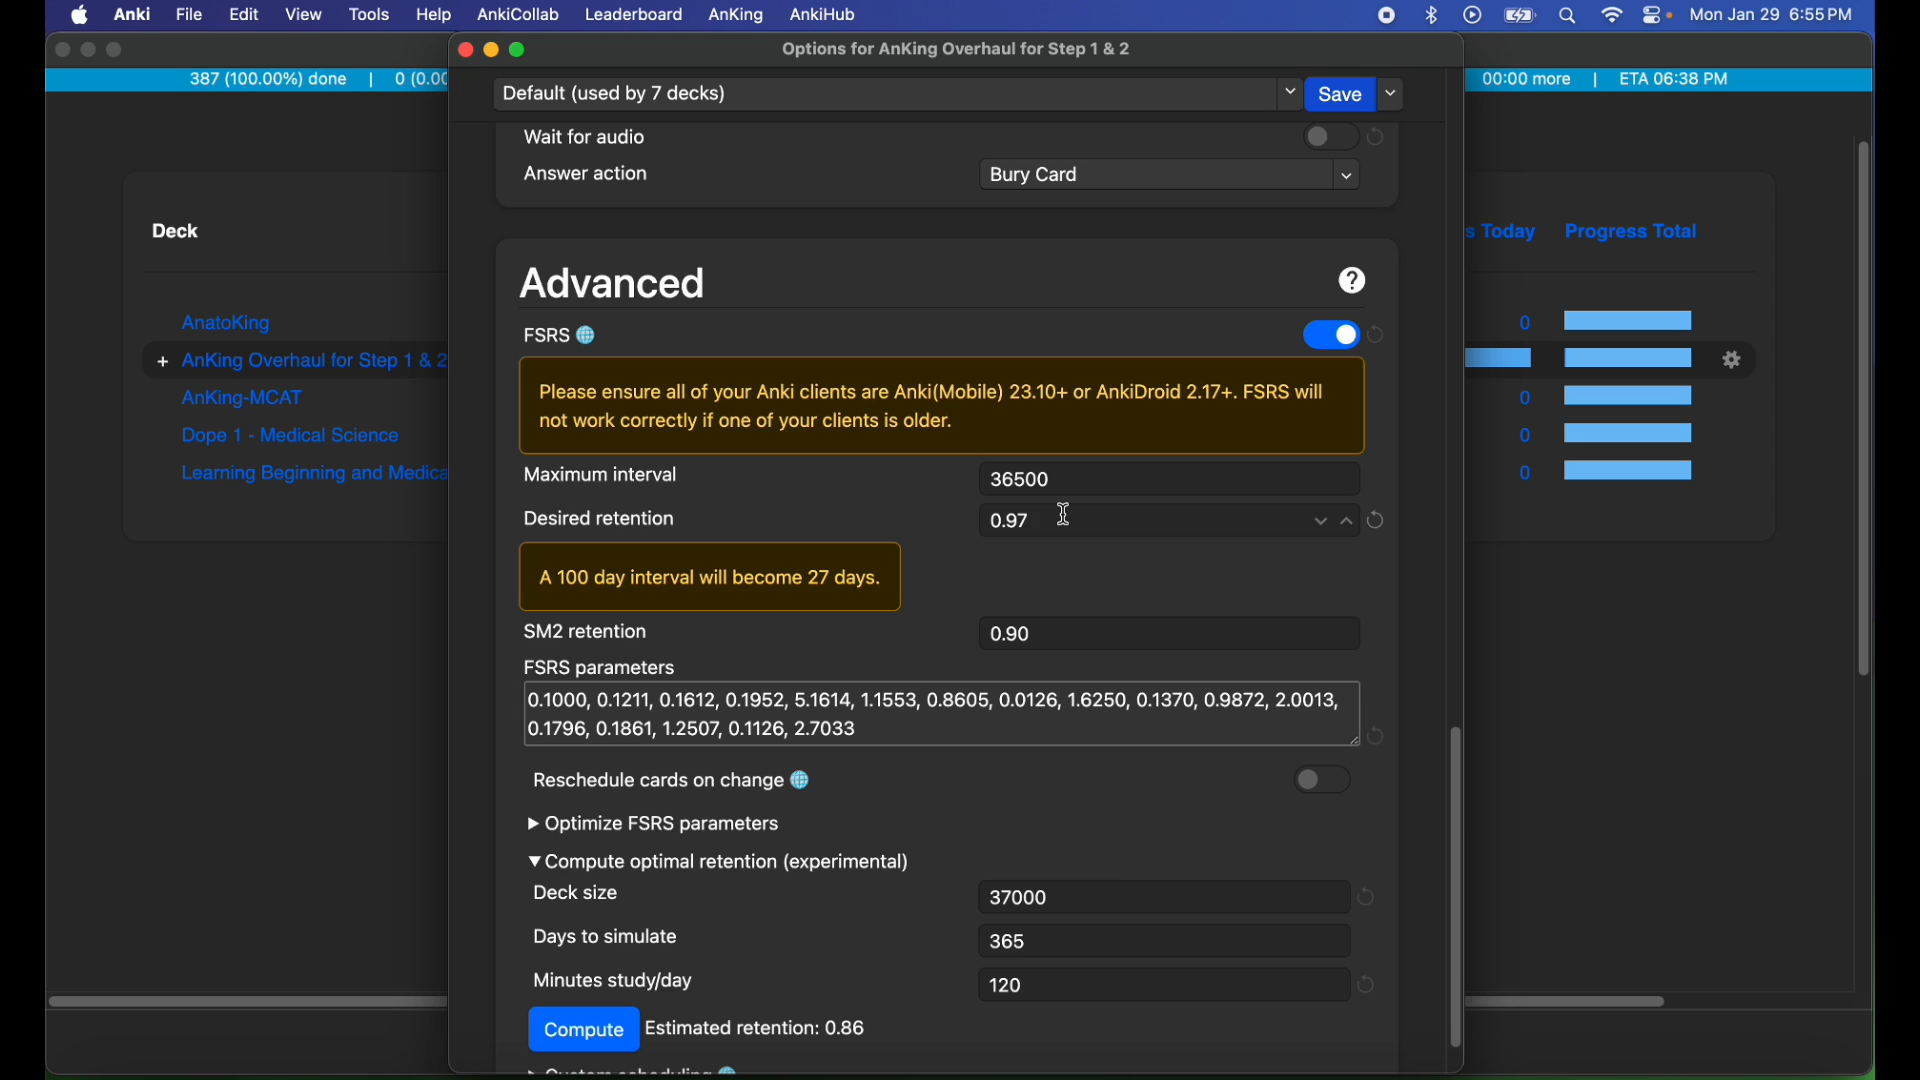 Anki File Edit View Tools Help AnkiCollab Leaderboard AnKing AnkiHub Mon Jan 29 6:55 PM
Options for AnKing Overhaul for Step 1 & 2
387 (100.00%) done | 0 (0.00 00:00 more | ETA 06:38 PM
Default (used by 7 decks) Save
Wait for audio
Answer action Bury Card
Deck s Today Progress Total
Advanced ?
AnatoKing 0
FSRS
+ AnKing Overhaul for Step 1 & 2
Please ensure all of your Anki clients are Anki(Mobile) 23.10+ or AnkiDroid 2.17+. FSRS will
not work correctly if one of your clients is older.
AnKing-MCAT 0
Dope 1 - Medical Science 0
Learning Beginning and Medica 0
Maximum interval 36500
Desired retention 0.97
A 100 day interval will become 27 days.
SM2 retention 0.90
FSRS parameters
0.1000, 0.1211, 0.1612, 0.1952, 5.1614, 1.1553, 0.8605, 0.0126, 1.6250, 0.1370, 0.9872, 2.0013,
0.1796, 0.1861, 1.2507, 0.1126, 2.7033
Reschedule cards on change
Optimize FSRS parameters
Compute optimal retention (experimental)
Deck size 37000
Days to simulate 365
Minutes study/day 120
Compute Estimated retention: 0.86
Custom scheduling